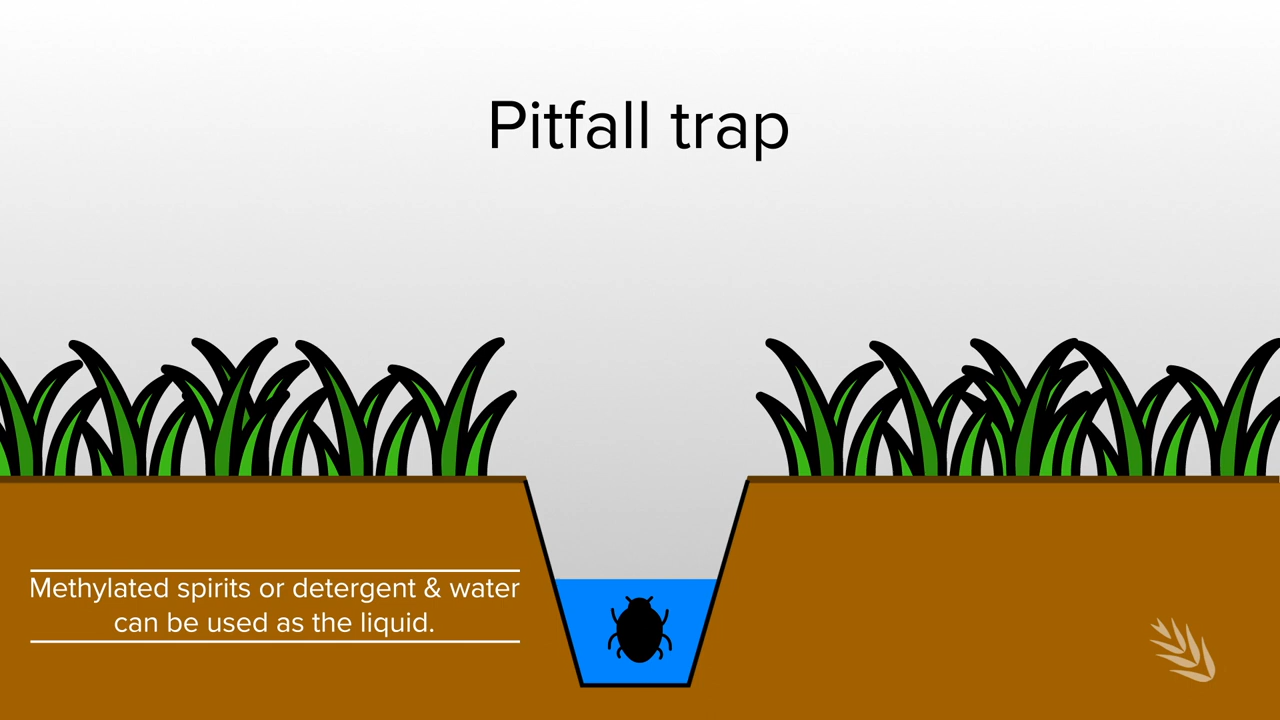 Pitfall trap
Methylated spirits or detergent & water
can be used as the liquid.